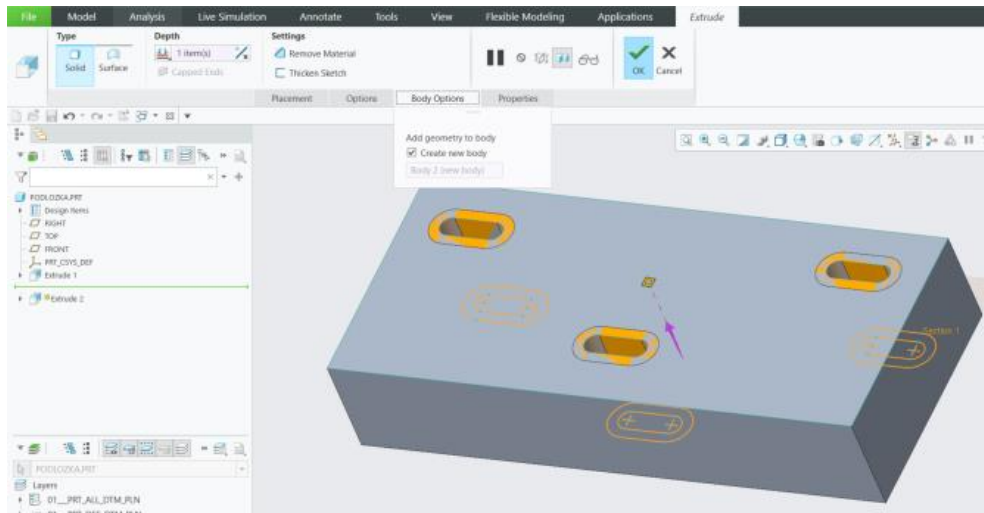 File Model Analysis Live Simulation Annotate Tools View Flexible Modeling Applications Extrude
Type Depth Settings
Solid Surface 1 item(s) Remove Material
Capped Ends Thicken Sketch
OK Cancel
Placement Options Body Options Properties
Add geometry to body
Create new body
Body 2 (new body)
PODLOZKA.PRT
Design Items
RIGHT
TOP
FRONT
PRT_CSYS_DEF
Extrude 1
Extrude 2
Section 1
PODLOZKA.PRT
Layers
01__PRT_ALL_DTM_PLN